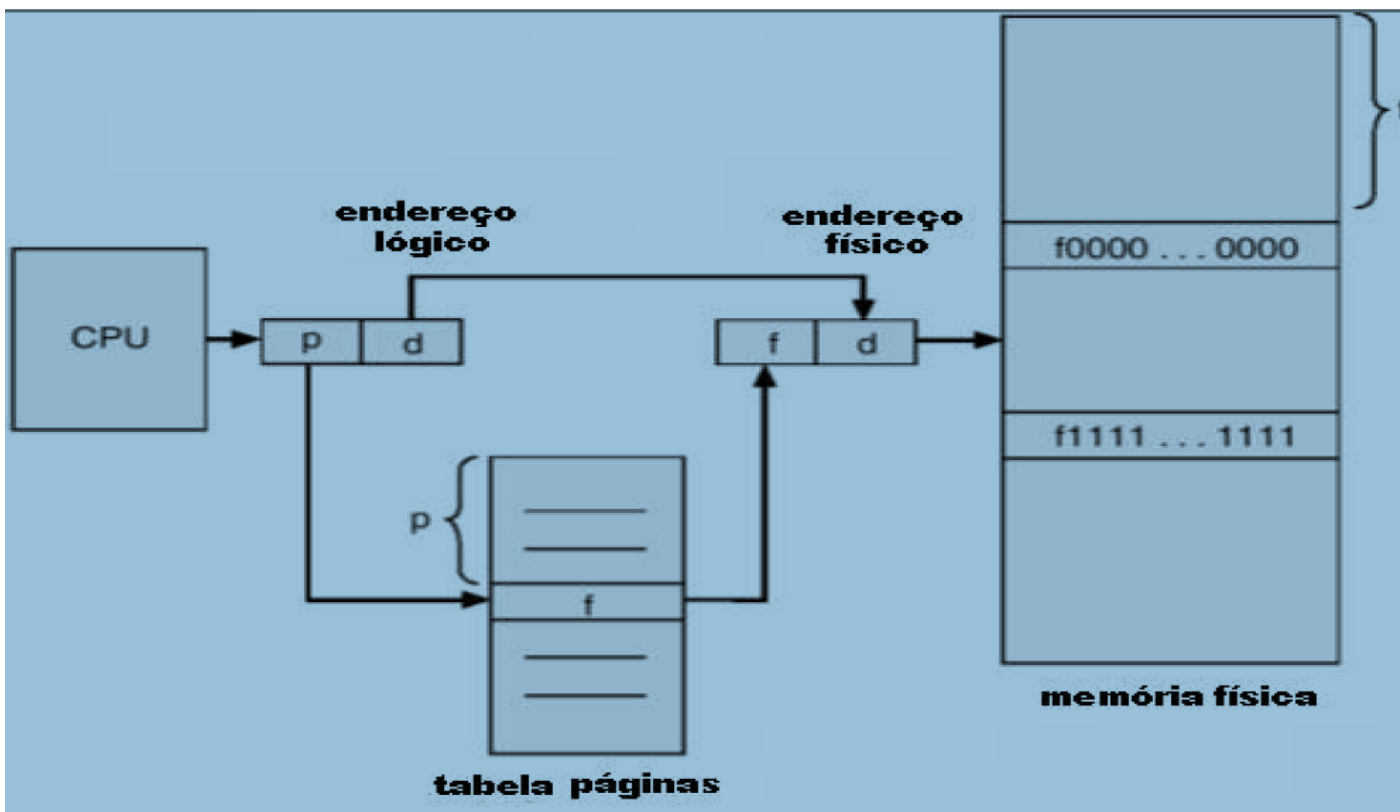 endereço
lógico
endereço
físico
f0000 . . . 0000
CPU
p
d
f
d
f1111 . . . 1111
p
f
memória física
tabela páginas